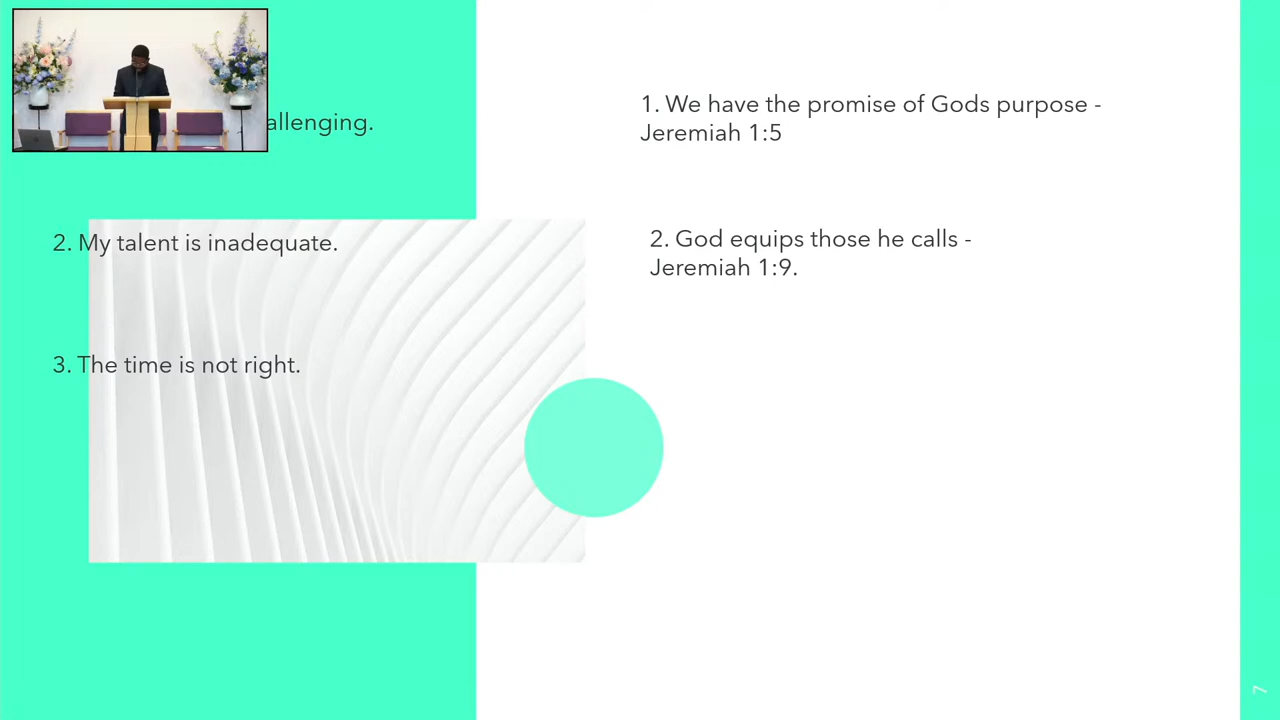 allenging.
2. My talent is inadequate.
3. The time is not right.
1. We have the promise of Gods purpose -
Jeremiah 1:5
2. God equips those he calls -
Jeremiah 1:9.
7